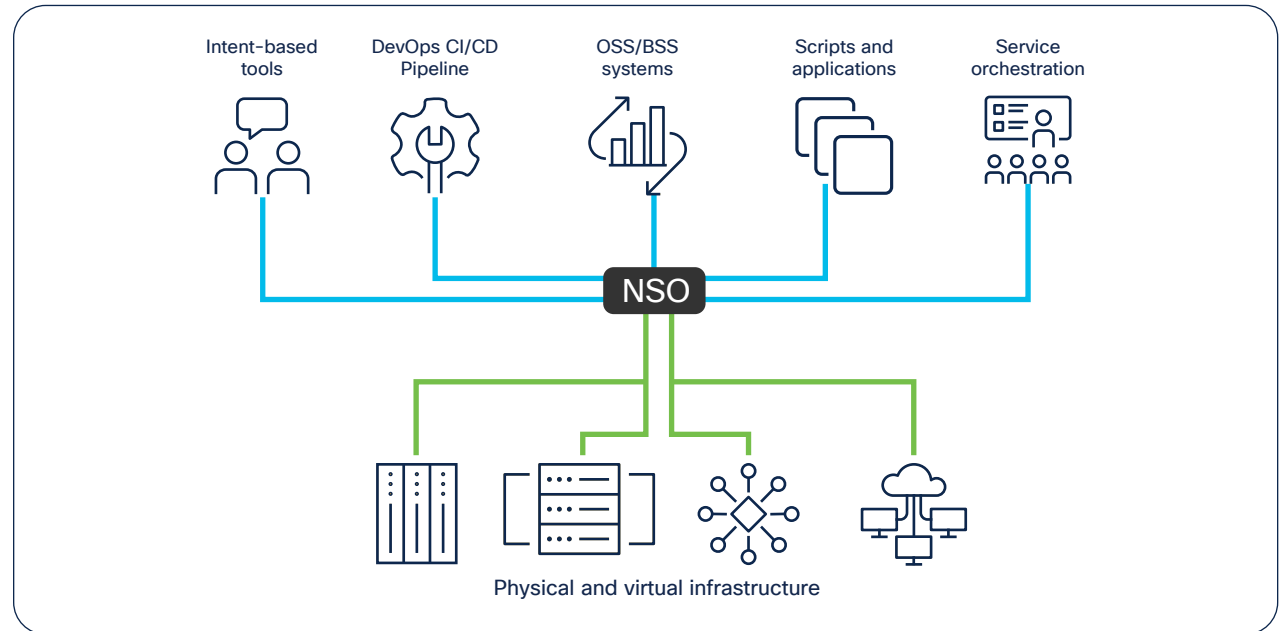 Intent-based
tools
DevOps CI/CD
Pipeline
OSS/BSS
systems
Scripts and
applications
Service
orchestration
NSO
Physical and virtual infrastructure